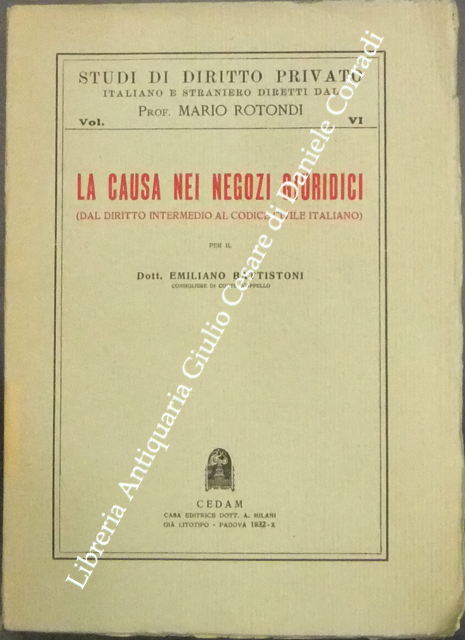 STUDI DI DIRITTO PRIVATO
ITALIANO E STRANIERO DIRETTI DAL
PROF. MARIO ROTONDI
Vol. VI
LA CAUSA NEI NEGOZI GIURIDICI
(DAL DIRITTO INTERMEDIO AL CODICE CIVILE ITALIANO)
PER IL
Dott. EMILIANO BATTISTONI
CONSIGLIERE DI CORTE D'APPELLO
CEDAM
CASA EDITRICE DOTT. A. MILANI
GIÀ LITOTIPO - PADOVA 1932-X
Libreria Antiquaria Giulio Cesare di Daniele Corradi